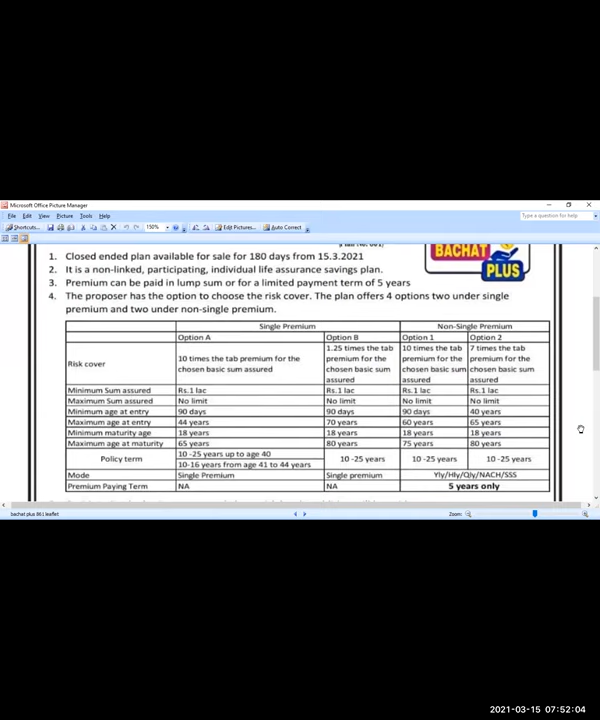 Microsoft Office Picture Manager
File Edit View Picture Tools Help
Type a question for help
Shortcuts... 150% Edit Pictures... Auto Correct
BACHAT
PLUS
1. Closed ended plan available for sale for 180 days from 15.3.2021
2. It is a non-linked, participating, individual life assurance savings plan.
3. Premium can be paid in lump sum or for a limited payment term of 5 years
4. The proposer has the option to choose the risk cover. The plan offers 4 options two under single
premium and two under non-single premium.
Single Premium Non-Single Premium
Option A Option B Option 1 Option 2
Risk cover 10 times the tab premium for the chosen basic sum assured 1.25 times the tab premium for the chosen basic sum assured 10 times the tab premium for the chosen basic sum assured 7 times the tab premium for the chosen basic sum assured
Minimum Sum assured Rs.1 lac Rs.1 lac Rs.1 lac Rs.1 lac
Maximum Sum assured No limit No limit No limit No limit
Minimum age at entry 90 days 90 days 90 days 40 years
Maximum age at entry 44 years 70 years 60 years 65 years
Minimum maturity age 18 years 18 years 18 years 18 years
Maximum age at maturity 65 years 80 years 75 years 80 years
Policy term 10 -25 years up to age 40 10 -25 years 10 -25 years 10 -25 years
10-16 years from age 41 to 44 years
Mode Single Premium Single premium Yly/Hly/Qly/NACH/SSS
Premium Paying Term NA NA 5 years only
bachat plus 861 leaflet Zoom:
2021-03-15 07:52:04